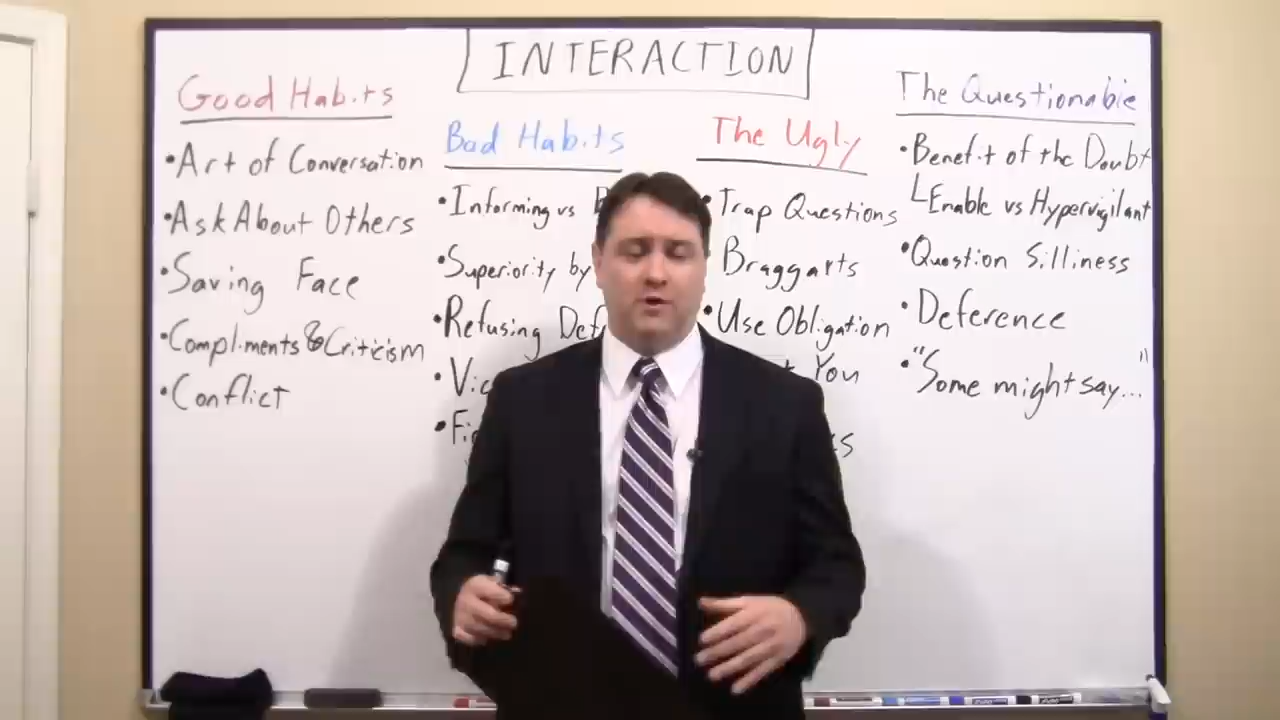 INTERACTION
Good Habits
• Art of Conversation
• Ask About Others
• Saving Face
• Compliments & Criticism
• Conflict
Bad Habits
• Informing vs
• Superiority by
• Refusing
The Ugly
• Trap Questions
Braggarts
• Use Obligation
You
The Questionable
• Benefit of the Doubt
Enable vs Hypervigilant
• Question Silliness
• Deference
• "Some might say..."